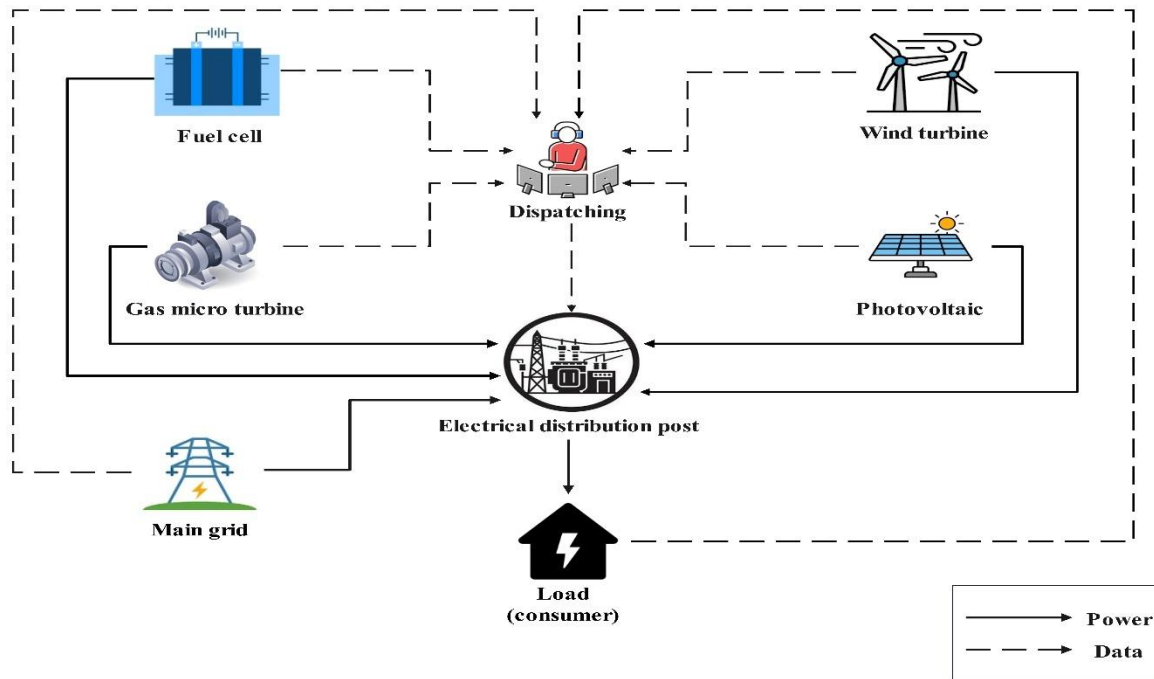 Fuel cell
Wind turbine
Dispatching
Gas micro turbine
Photovoltaic
Electrical distribution post
Main grid
Load
(consumer)
Power
Data